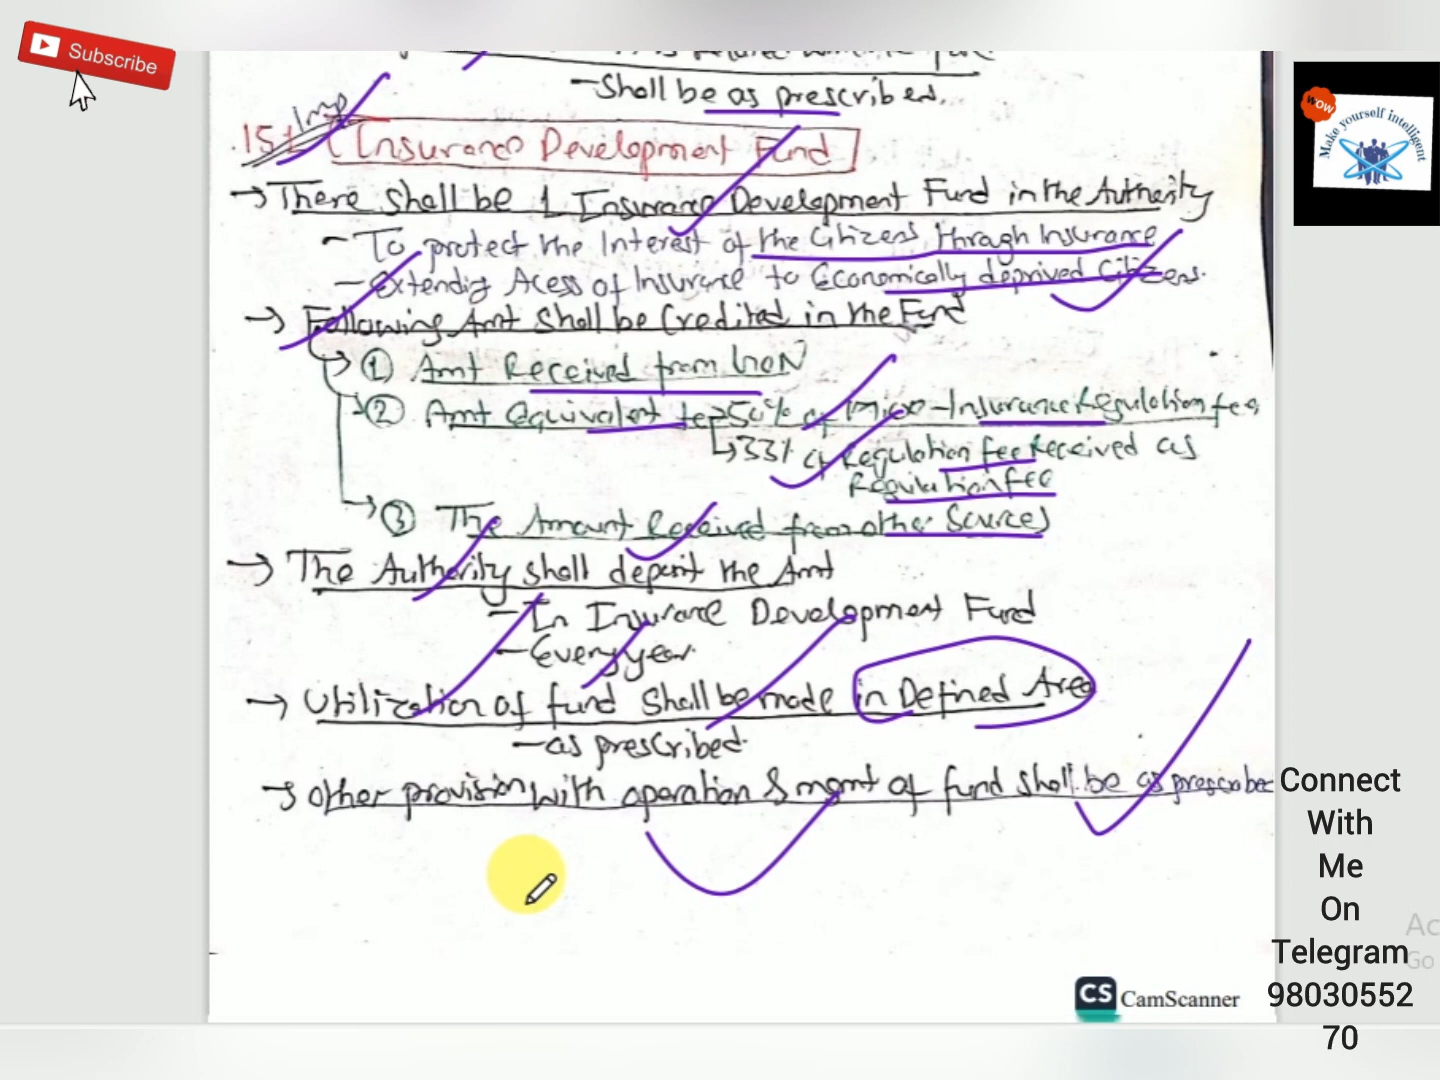 Subscribe
-Shall be as prescribed.
Imp
151 Insurance Development Fund
→ There Shall be 1 Insurance Development Fund in the Authority
- To protect the Interest of the Citizens through Insurance
- Extending Acess of Insurance to Economically deprived Citizens.
→ Following Amt Shall be Credited in the Fund
① Amt Received from GON
② Amt Equivalent to → 50% of Micro-Insurance Regulation fee
↳ 33% of Regulation fee Received as
Regulation Fee
③ The Amount Received from other Sources
→ The Authority shall deposit the Amt
- In Insurance Development Fund
- Every year.
→ Utilization of fund Shall be made in Defined Area
- as prescribed.
→ other provision with operation & mgmt of fund shall be as prescribe
WOW
Make yourself intelligent
Connect
With
Me
On
Telegram
98030552
70
Ac
Go
CS CamScanner